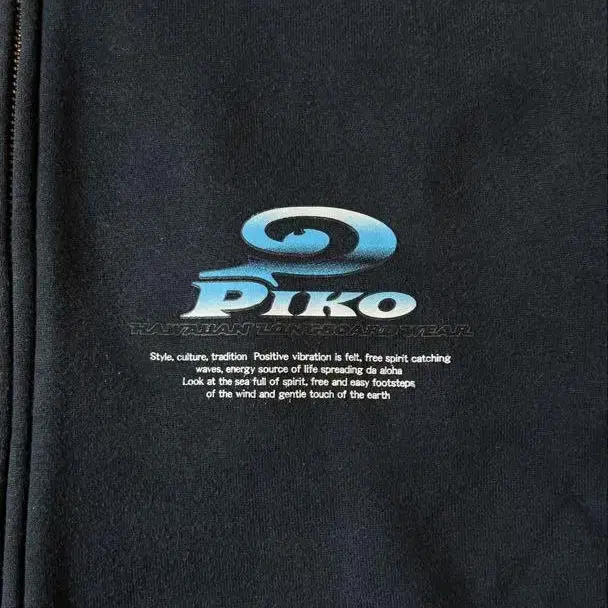 PIKO
HAWAIIAN LONGBOARD WEAR
Style, culture, tradition Positive vibration is felt, free spirit catching
waves, energy source of life spreading da aloha
Look at the sea full of spirit, free and easy footsteps
of the wind and gentle touch of the earth